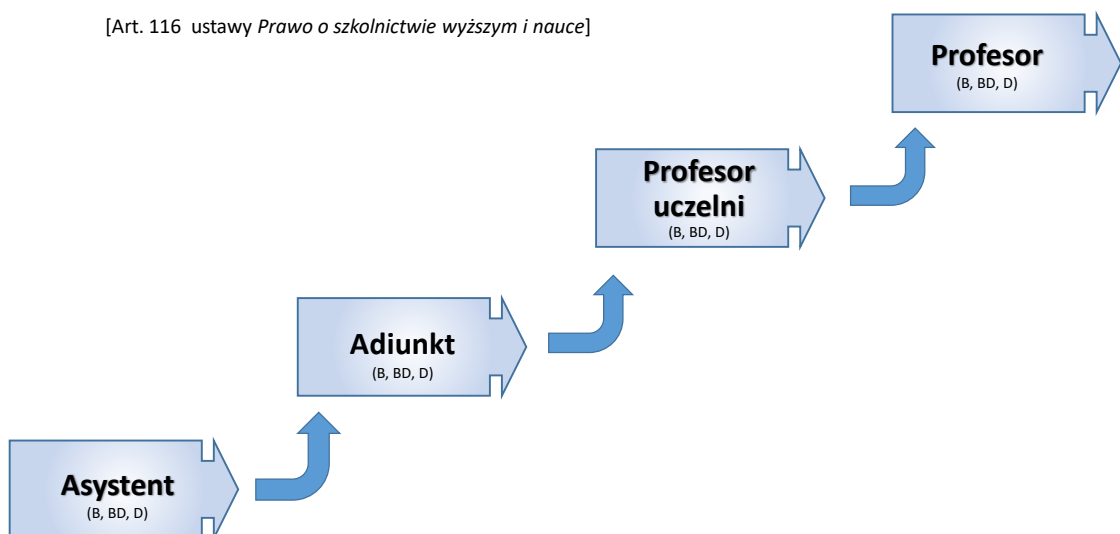 [Art. 116 ustawy Prawo o szkolnictwie wyższym i nauce]
Profesor
(B, BD, D)
Profesor
uczelni
(B, BD, D)
Adiunkt
(B, BD, D)
Asystent
(B, BD, D)